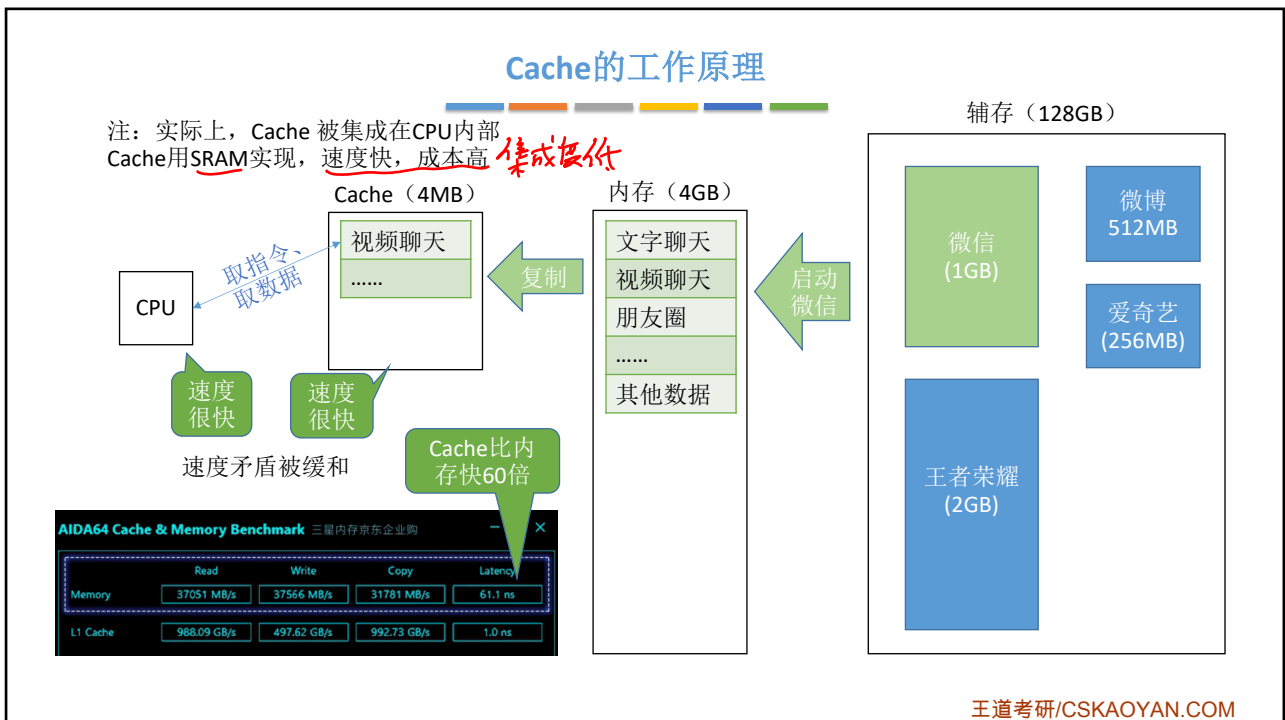 Cache的工作原理
注：实际上，Cache 被集成在CPU内部
Cache用SRAM实现，速度快，成本高 集成度低
辅存（128GB）
Cache（4MB）
内存（4GB）
视频聊天
……
取指令、
取数据
CPU
复制
文字聊天
视频聊天
朋友圈
……
其他数据
启动
微信
微信
(1GB)
微博
512MB
爱奇艺
(256MB)
王者荣耀
(2GB)
速度
很快
速度
很快
速度矛盾被缓和
Cache比内
存快60倍
AIDA64 Cache & Memory Benchmark 三星内存京东企业购
Read Write Copy Latency
Memory 37051 MB/s 37566 MB/s 31781 MB/s 61.1 ns
L1 Cache 988.09 GB/s 497.62 GB/s 992.73 GB/s 1.0 ns
王道考研/CSKAOYAN.COM